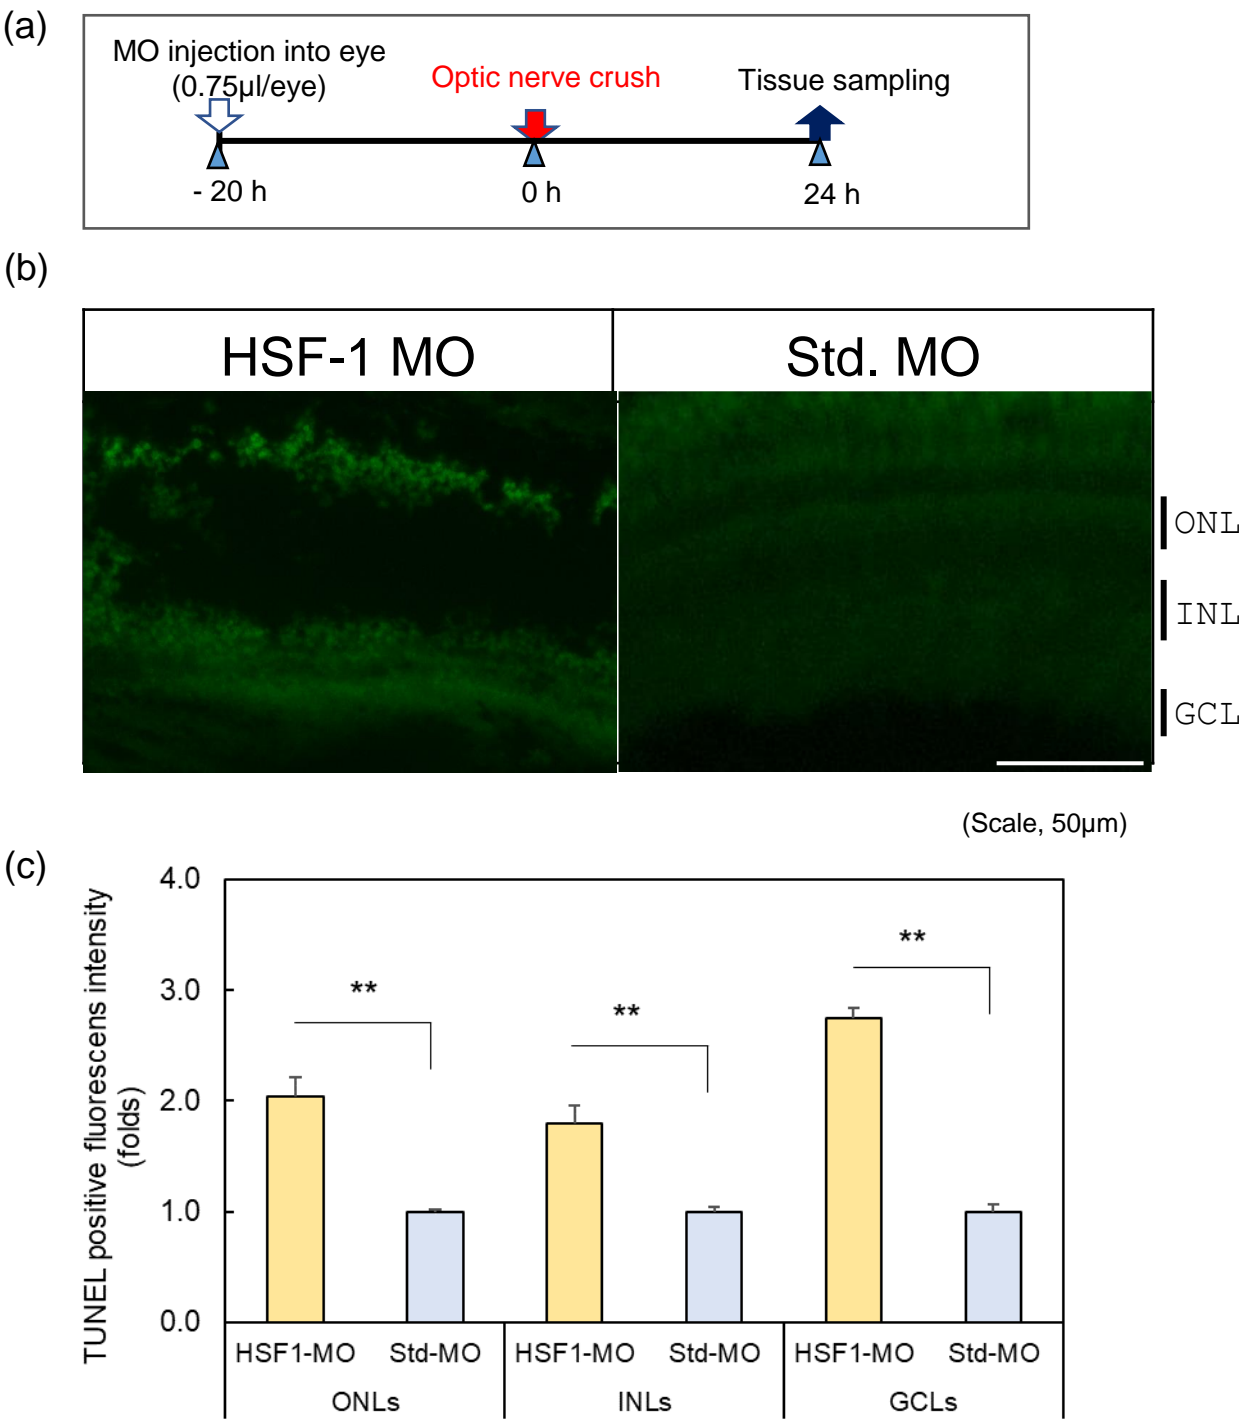 (a)
MO injection into eye
(0.75µl/eye)
Optic nerve crush
Tissue sampling
- 20 h
0 h
24 h
(b)
HSF-1 MO
Std. MO
ONL
INL
GCL
(Scale, 50µm)
(c)
TUNEL positive fluorescens intensity
(folds)
4.0
3.0
2.0
1.0
0.0
**
**
**
HSF1-MO
Std-MO
HSF1-MO
Std-MO
HSF1-MO
Std-MO
ONLs
INLs
GCLs